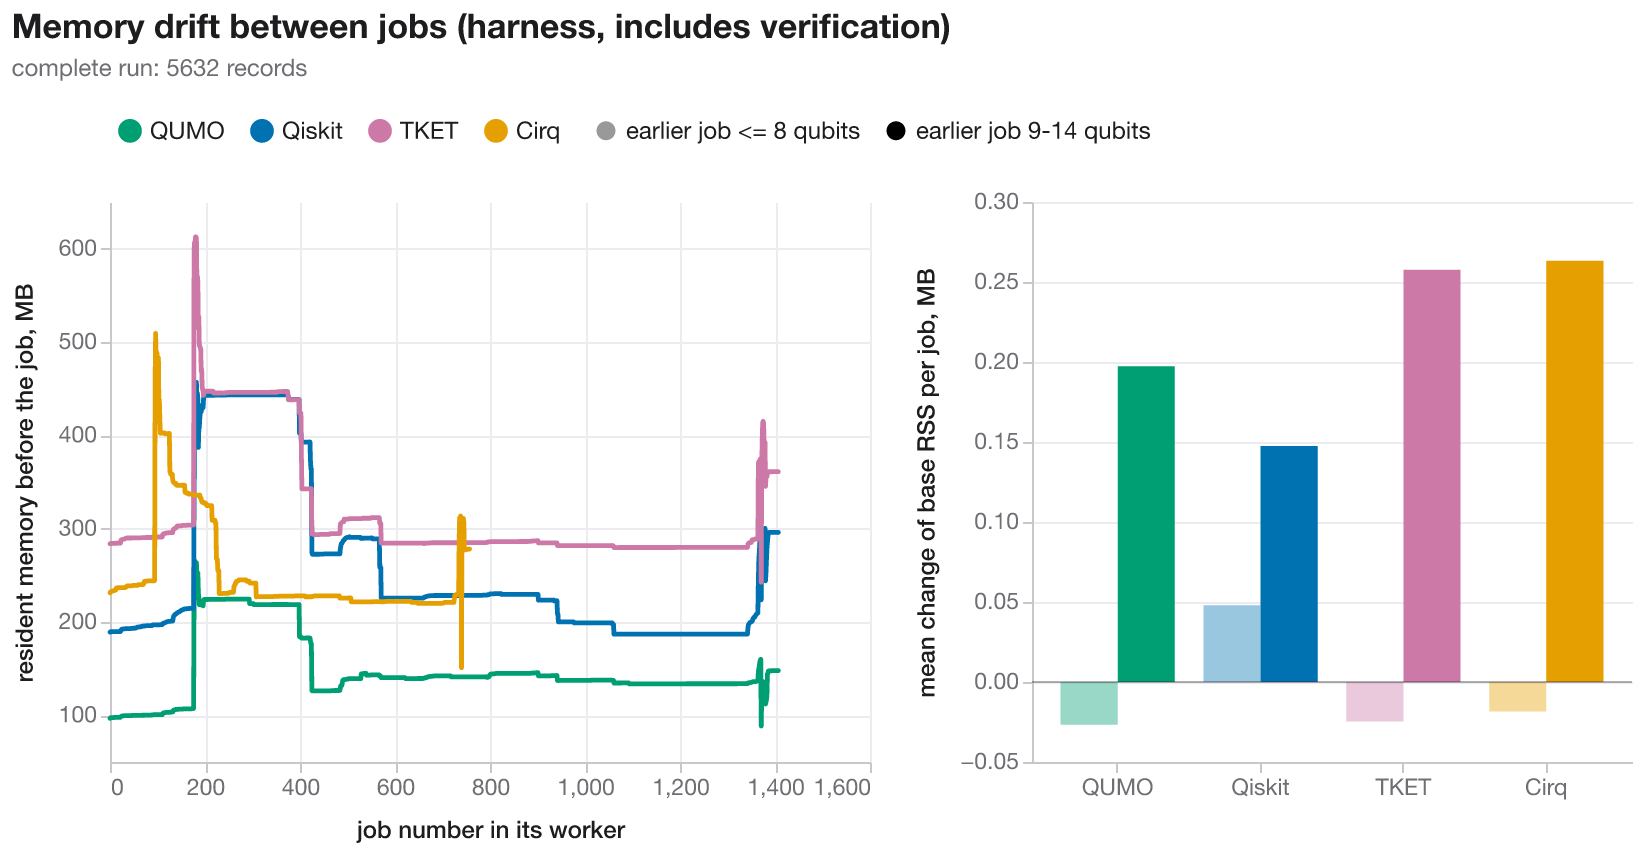 Memory drift between jobs (harness, includes verification)
complete run: 5632 records
QUMO Qiskit TKET Cirq earlier job <= 8 qubits earlier job 9-14 qubits
resident memory before the job, MB
600
500
400
300
200
100
0 200 400 600 800 1,000 1,200 1,400 1,600
job number in its worker
mean change of base RSS per job, MB
0.30
0.25
0.20
0.15
0.10
0.05
0.00
−0.05
QUMO Qiskit TKET Cirq